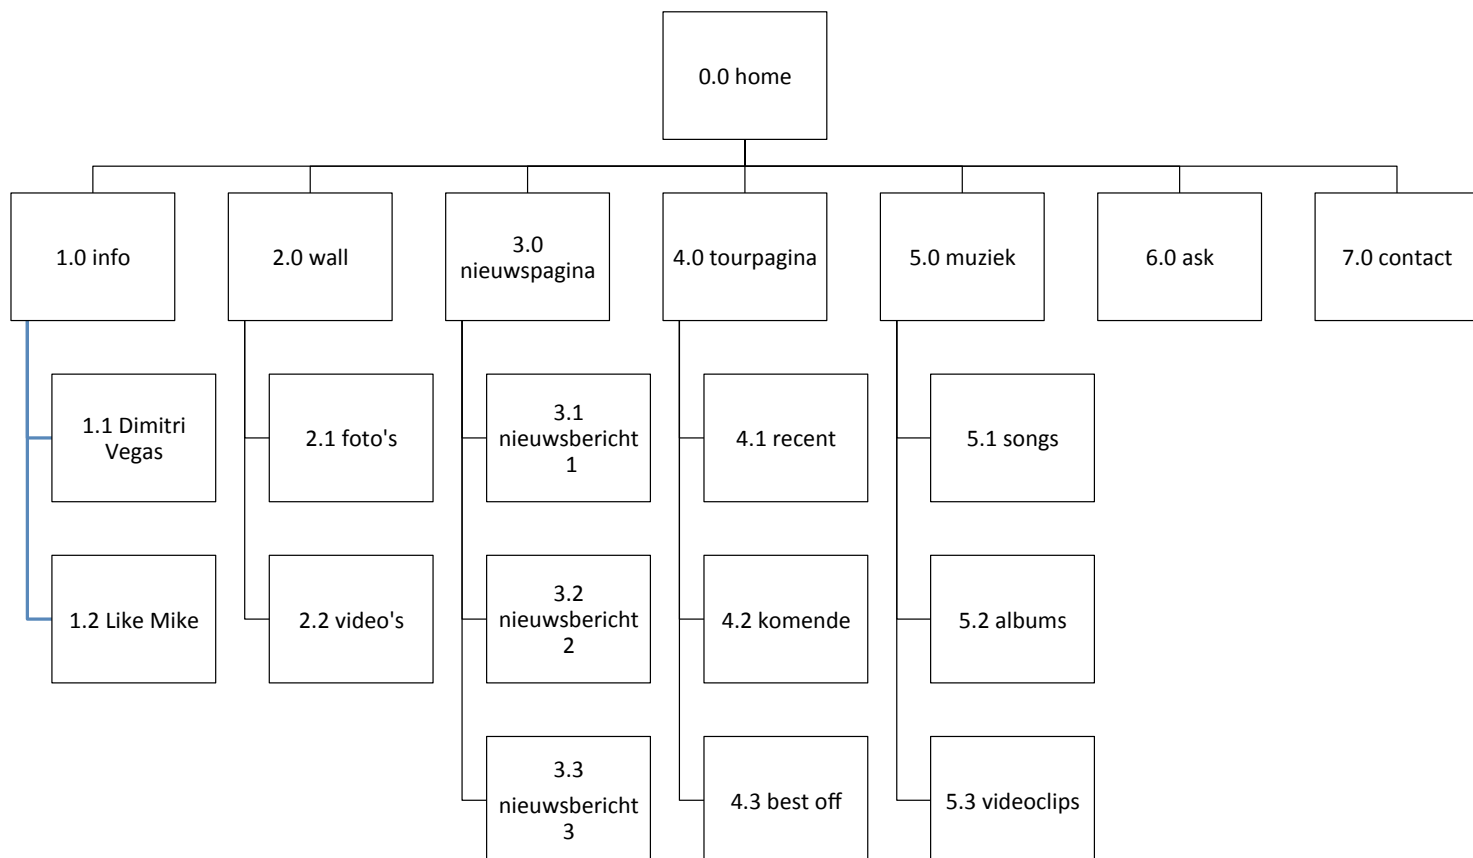 0.0 home
1.0 info
2.0 wall
3.0
nieuwspagina
4.0 tourpagina
5.0 muziek
6.0 ask
7.0 contact
1.1 Dimitri
Vegas
2.1 foto's
3.1
nieuwsbericht
1
4.1 recent
5.1 songs
1.2 Like Mike
2.2 video's
3.2
nieuwsbericht
2
4.2 komende
5.2 albums
3.3
nieuwsbericht
3
4.3 best off
5.3 videoclips